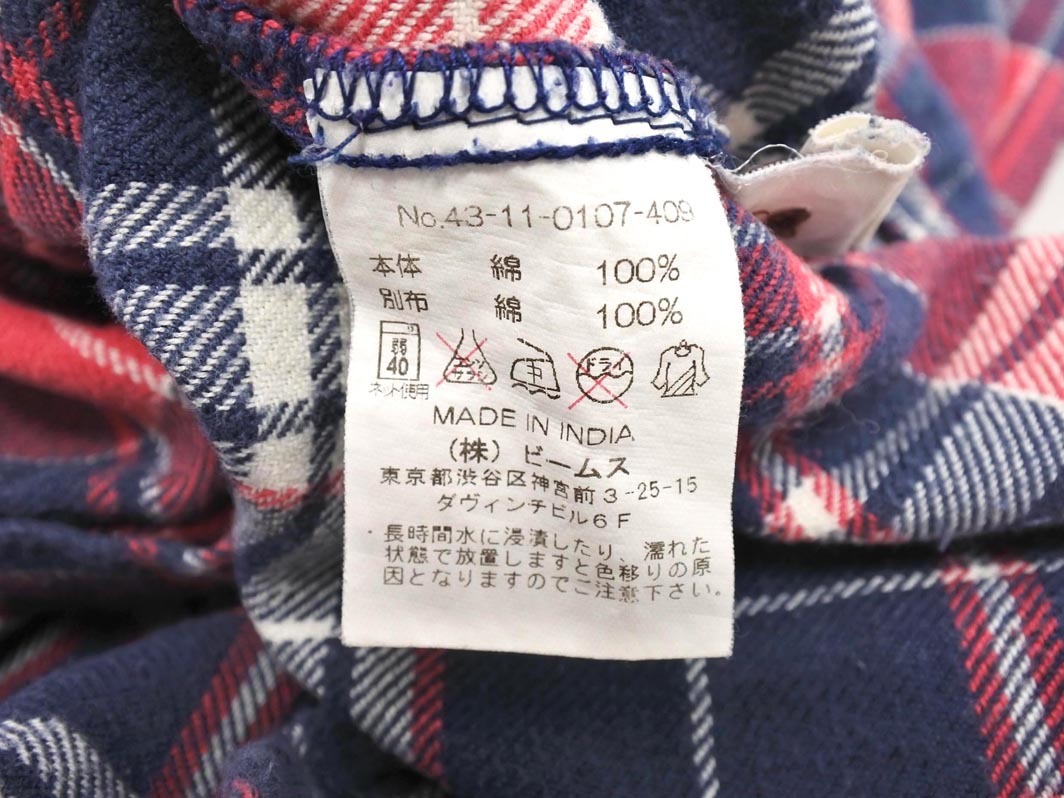 No.43-11-0107-409
本体 綿 100%
別布 綿 100%
弱 40 エンソ サラシ 中 ドライ
ネット使用
MADE IN INDIA
(株) ビームス
東京都渋谷区神宮前3-25-15
ダヴィンチビル6F
・長時間水に浸漬したり、濡れた
状態で放置しますと色移りの原
因となりますのでご注意下さい。